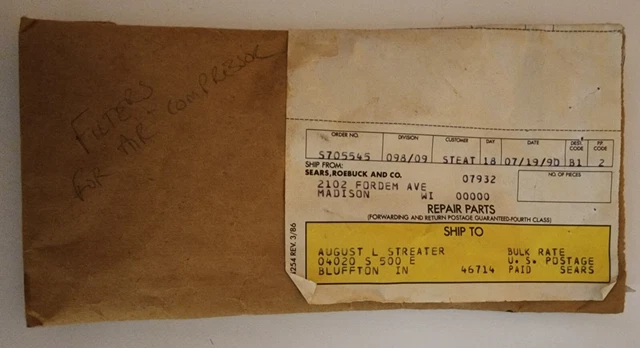 FILTERS
FOR AIR-COMPRESOR
ORDER NO. DIVISION CUSTOMER DAY DATE DEST. CODE P.F. CODE
S705545 098/09 STEAT 18 07/19/90 B1 2
SHIP FROM:
SEARS, ROEBUCK AND CO. 07932
NO. OF PIECES
2102 FORDEM AVE
MADISON WI 00000
REPAIR PARTS
(FORWARDING AND RETURN POSTAGE GUARANTEED-FOURTH CLASS)
SHIP TO
AUGUST L STREATER BULK RATE
04020 S 500 E U. S. POSTAGE
BLUFFTON IN 46714 PAID SEARS
1254 REV. 3/86